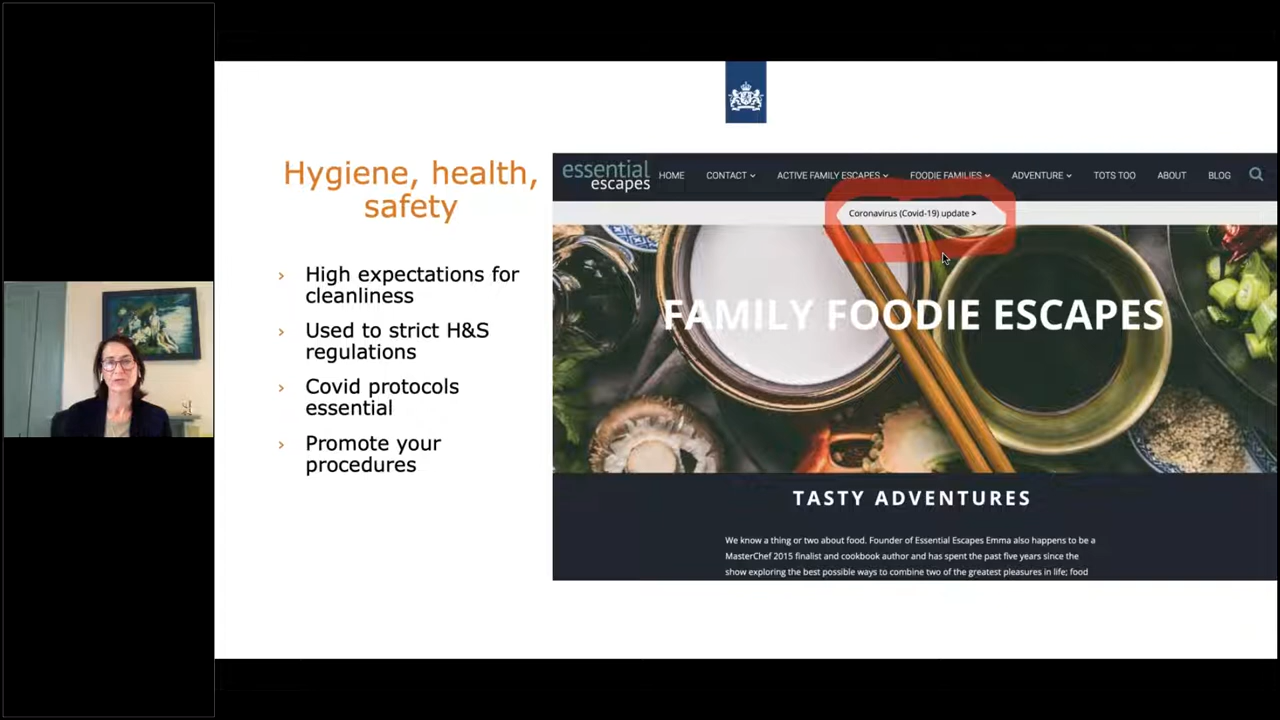 Hygiene, health,
safety
› High expectations for
cleanliness
› Used to strict H&S
regulations
› Covid protocols
essential
› Promote your
procedures
essential
escapes
HOME CONTACT ACTIVE FAMILY ESCAPES FOODIE FAMILIES ADVENTURE TOTS TOO ABOUT BLOG
Coronavirus (Covid-19) update >
FAMILY FOODIE ESCAPES
TASTY ADVENTURES
We know a thing or two about food. Founder of Essential Escapes Emma also happens to be a
MasterChef 2015 finalist and cookbook author and has spent the past five years since the
show exploring the best possible ways to combine two of the greatest pleasures in life; food